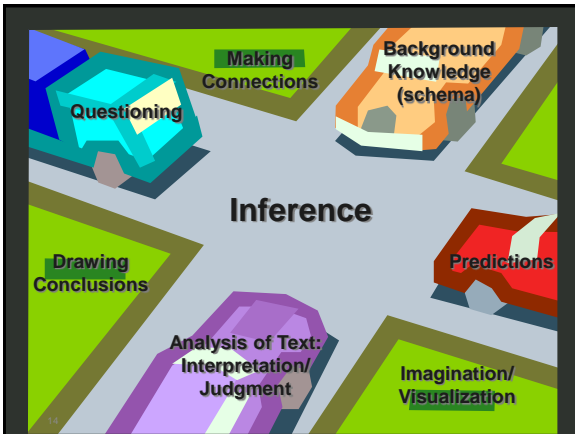 Making
Connections
Background
Knowledge
(schema)
Questioning
Inference
Drawing
Conclusions
Predictions
Analysis of Text:
Interpretation/
Judgment
Imagination/
Visualization
14